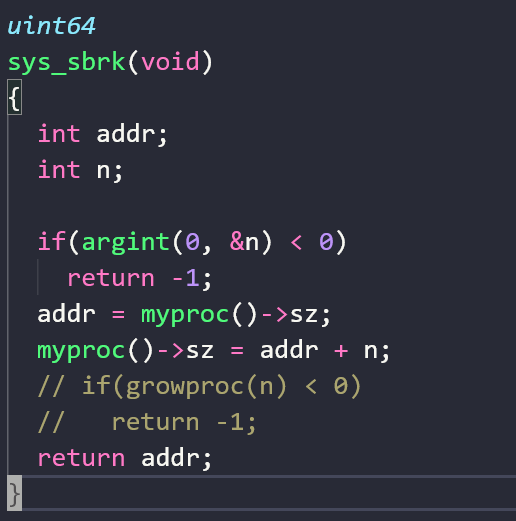 uint64
sys_sbrk(void)
{
  int addr;
  int n;

  if(argint(0, &n) < 0)
    return -1;
  addr = myproc()->sz;
  myproc()->sz = addr + n;
  // if(growproc(n) < 0)
  //   return -1;
  return addr;
}